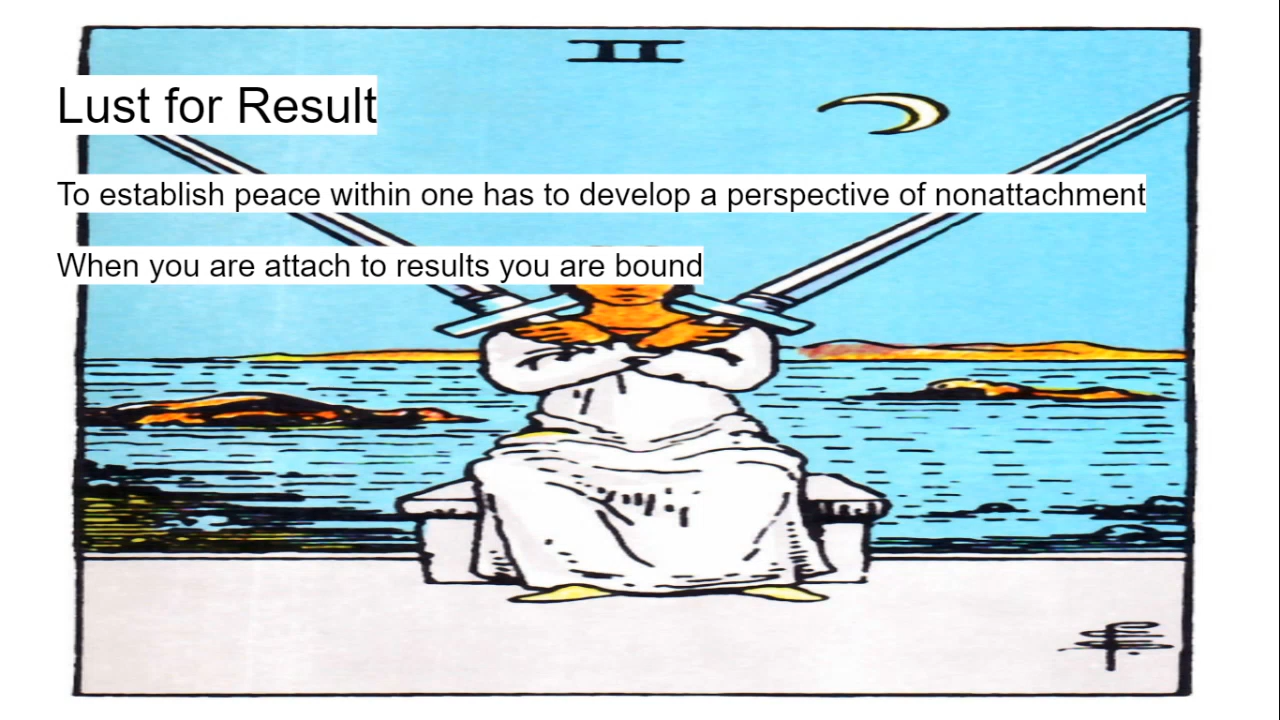 II
Lust for Result
To establish peace within one has to develop a perspective of nonattachment
When you are attach to results you are bound